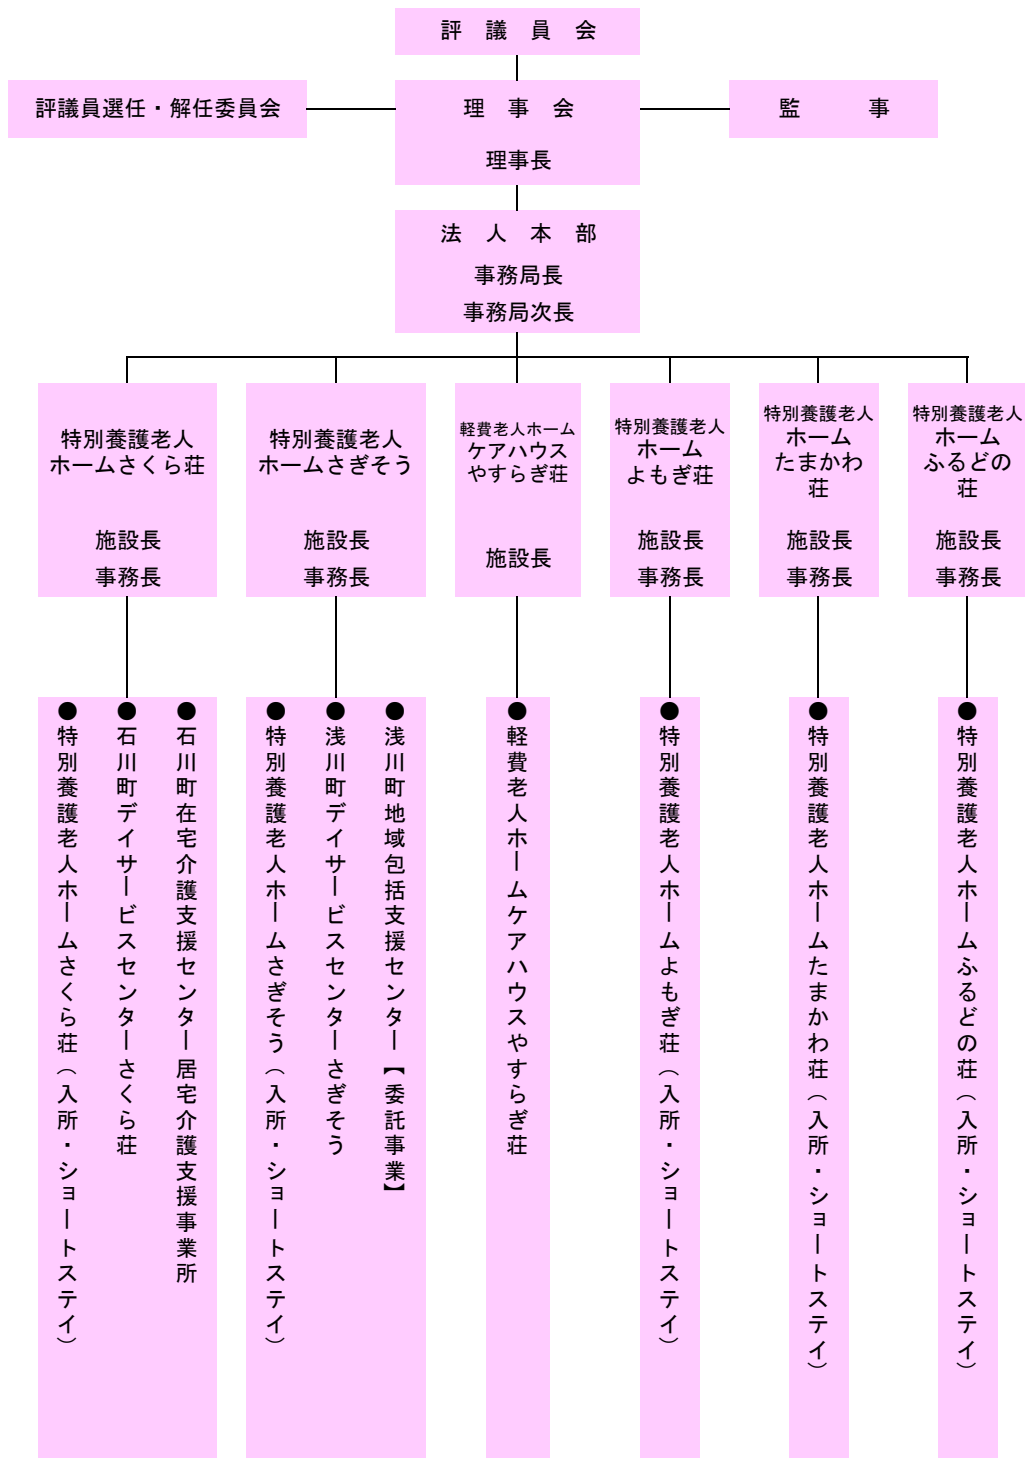 評　議　員　会
評議員選任・解任委員会
理　事　会
理事長
監　　　事
法　人　本　部
事務局長
事務局次長
特別養護老人
ホームさくら荘
施設長
事務長
特別養護老人
ホームさぎそう
施設長
事務長
軽費老人ホーム
ケアハウス
やすらぎ荘
施設長
特別養護老人
ホーム
よもぎ荘
施設長
事務長
特別養護老人
ホーム
たまかわ
荘
施設長
事務長
特別養護老人
ホーム
ふるどの
荘
施設長
事務長
●特別養護老人ホームさくら荘（入所・ショートステイ）
●石川町デイサービスセンターさくら荘
●石川町在宅介護支援センター居宅介護支援事業所
●特別養護老人ホームさぎそう（入所・ショートステイ）
●浅川町デイサービスセンターさぎそう
●浅川町地域包括支援センター【委託事業】
●軽費老人ホームケアハウスやすらぎ荘
●特別養護老人ホームよもぎ荘（入所・ショートステイ）
●特別養護老人ホームたまかわ荘（入所・ショートステイ）
●特別養護老人ホームふるどの荘（入所・ショートステイ）